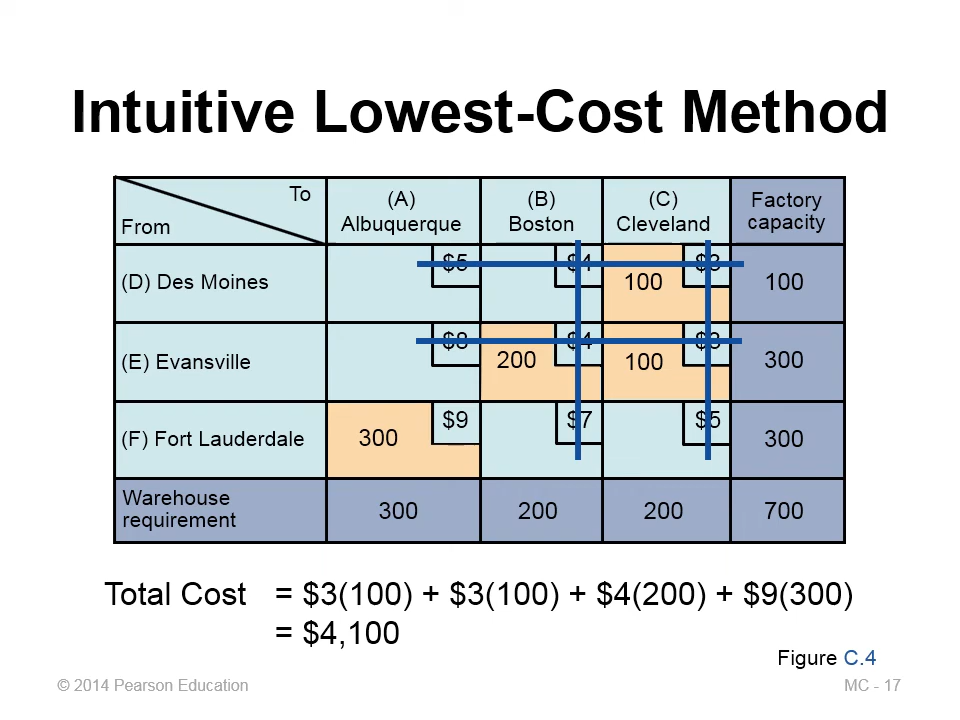 Intuitive Lowest-Cost Method
To
From
(A)
Albuquerque
(B)
Boston
(C)
Cleveland
Factory
capacity
(D) Des Moines
$5
$4
100
$3
100
(E) Evansville
$8
200
$4
100
$3
300
(F) Fort Lauderdale
300
$9
$7
$5
300
Warehouse
requirement
300
200
200
700
Total Cost = $3(100) + $3(100) + $4(200) + $9(300)
= $4,100
Figure C.4
© 2014 Pearson Education
MC - 17